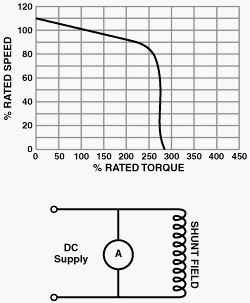 % RATED SPEED
120
100
80
60
40
20
0
0 50 100 150 200 250 300 350 400 450
% RATED TORQUE
DC
Supply
A
SHUNT FIELD